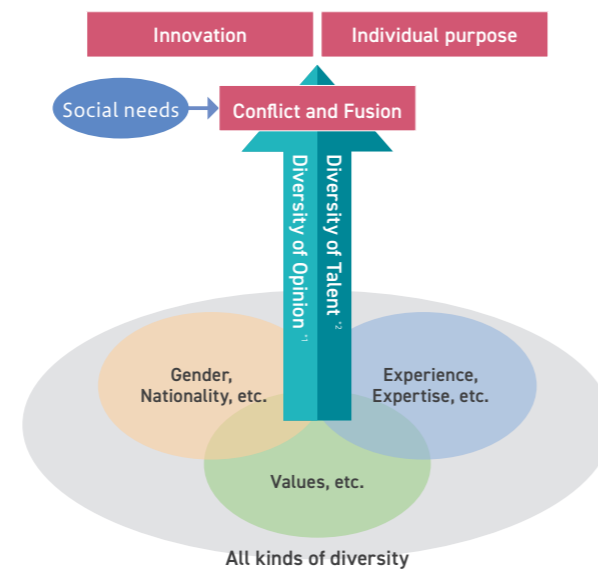 Innovation
Individual purpose
Social needs
Conflict and Fusion
Diversity of Opinion *1
Diversity of Talent *2
Gender,
Nationality, etc.
Experience,
Expertise, etc.
Values, etc.
All kinds of diversity